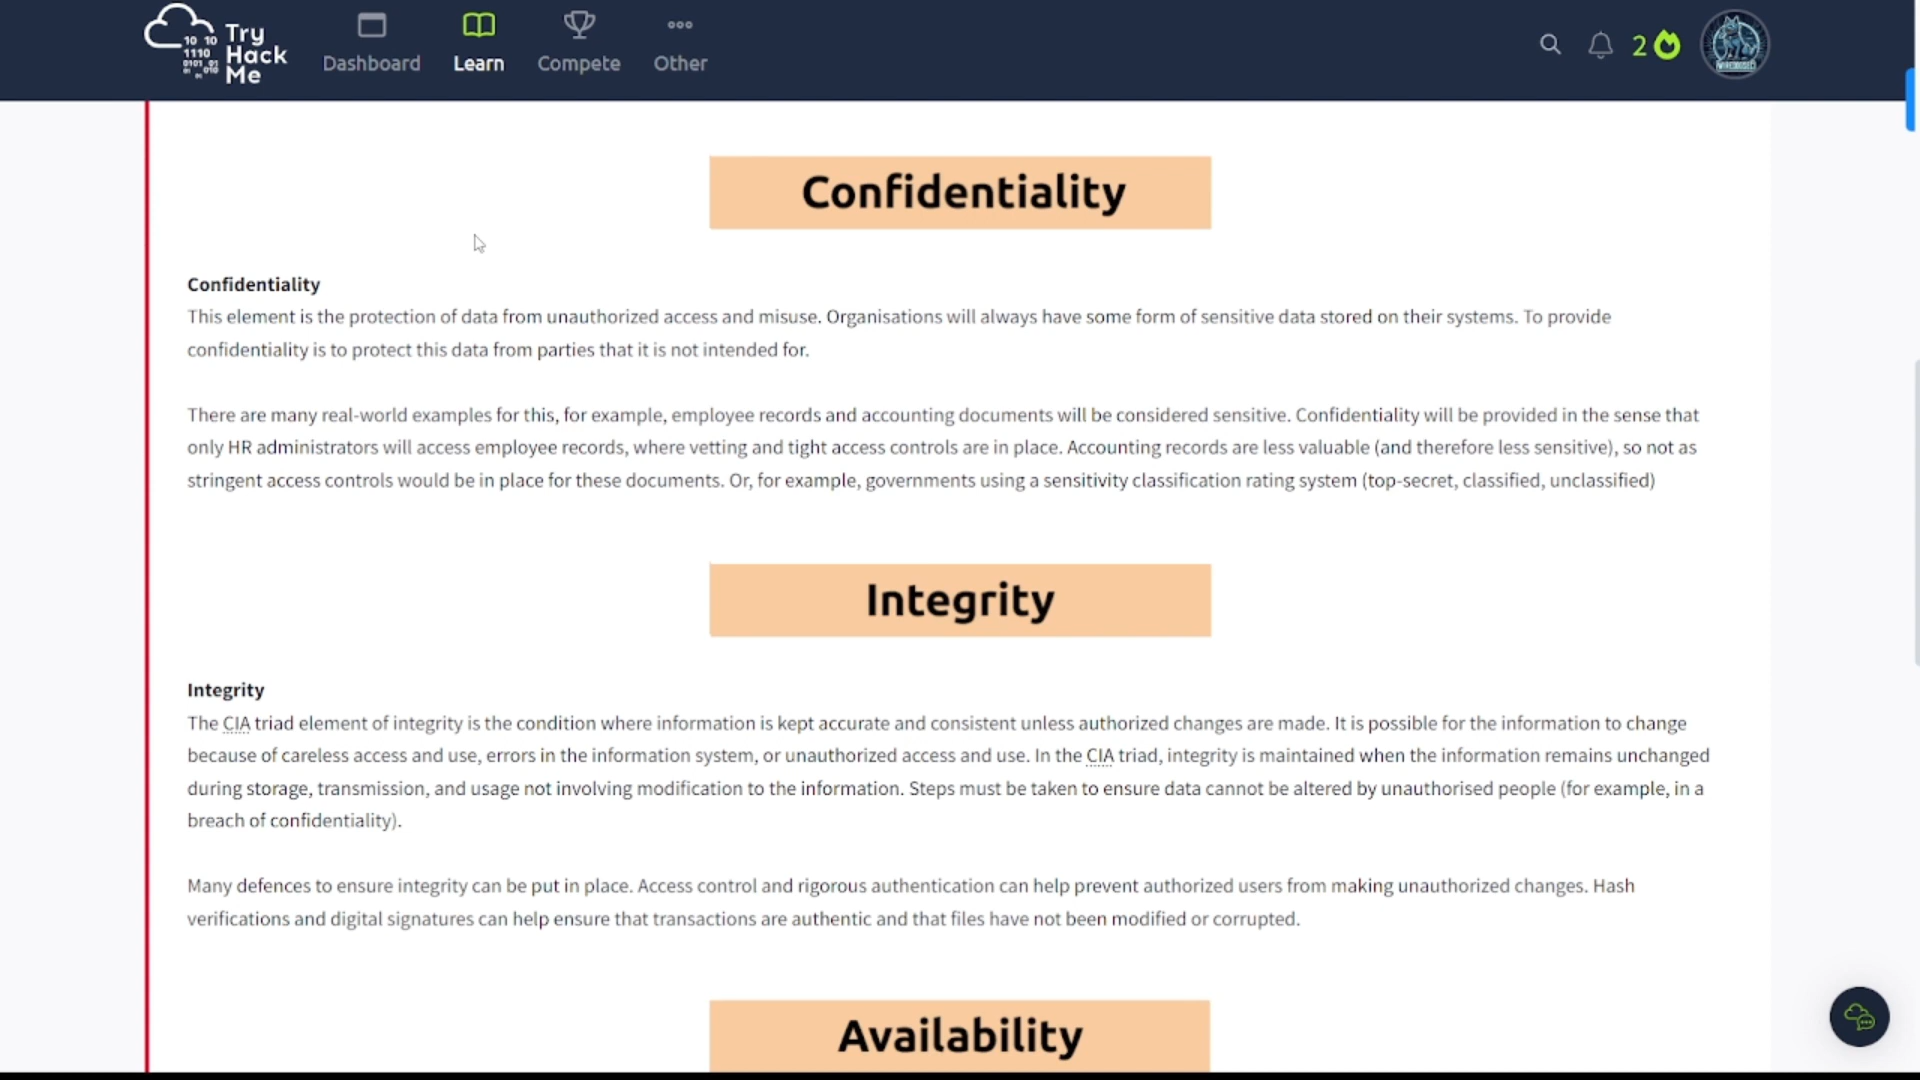 Try
Hack
Me
Dashboard
Learn
Compete
Other
2
Confidentiality
Confidentiality
This element is the protection of data from unauthorized access and misuse. Organisations will always have some form of sensitive data stored on their systems. To provide
confidentiality is to protect this data from parties that it is not intended for.
There are many real-world examples for this, for example, employee records and accounting documents will be considered sensitive. Confidentiality will be provided in the sense that
only HR administrators will access employee records, where vetting and tight access controls are in place. Accounting records are less valuable (and therefore less sensitive), so not as
stringent access controls would be in place for these documents. Or, for example, governments using a sensitivity classification rating system (top-secret, classified, unclassified)
Integrity
Integrity
The CIA triad element of integrity is the condition where information is kept accurate and consistent unless authorized changes are made. It is possible for the information to change
because of careless access and use, errors in the information system, or unauthorized access and use. In the CIA triad, integrity is maintained when the information remains unchanged
during storage, transmission, and usage not involving modification to the information. Steps must be taken to ensure data cannot be altered by unauthorised people (for example, in a
breach of confidentiality).
Many defences to ensure integrity can be put in place. Access control and rigorous authentication can help prevent authorized users from making unauthorized changes. Hash
verifications and digital signatures can help ensure that transactions are authentic and that files have not been modified or corrupted.
Availability